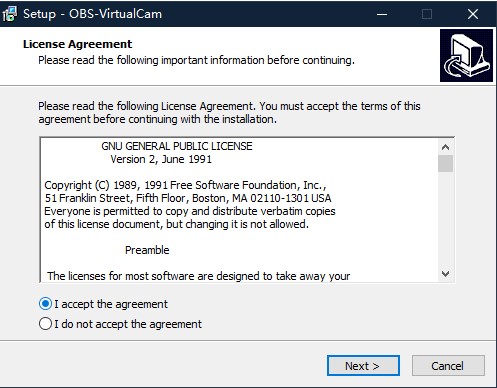 Setup - OBS-VirtualCam
License Agreement
Please read the following important information before continuing.
Please read the following License Agreement. You must accept the terms of this
agreement before continuing with the installation.
GNU GENERAL PUBLIC LICENSE
Version 2, June 1991
Copyright (C) 1989, 1991 Free Software Foundation, Inc.,
51 Franklin Street, Fifth Floor, Boston, MA 02110-1301 USA
Everyone is permitted to copy and distribute verbatim copies
of this license document, but changing it is not allowed.
Preamble
The licenses for most software are designed to take away your
I accept the agreement
I do not accept the agreement
Next >
Cancel